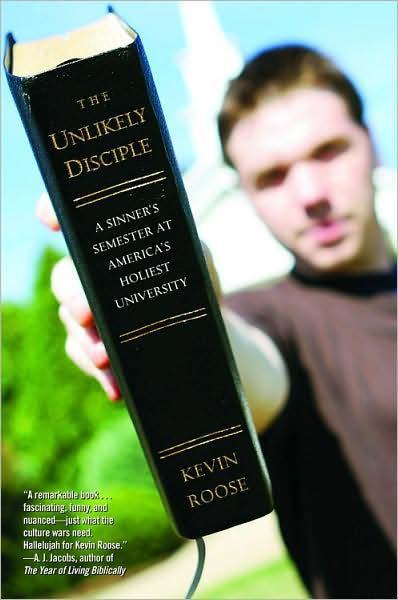 THE
UNLIKELY
DISCIPLE
A SINNER'S
SEMESTER AT
AMERICA'S
HOLIEST
UNIVERSITY
KEVIN
ROOSE
"A remarkable book . . .
fascinating, funny, and
nuanced—just what the
culture wars need.
Hallelujah for Kevin Roose."
—A. J. Jacobs, author of
The Year of Living Biblically